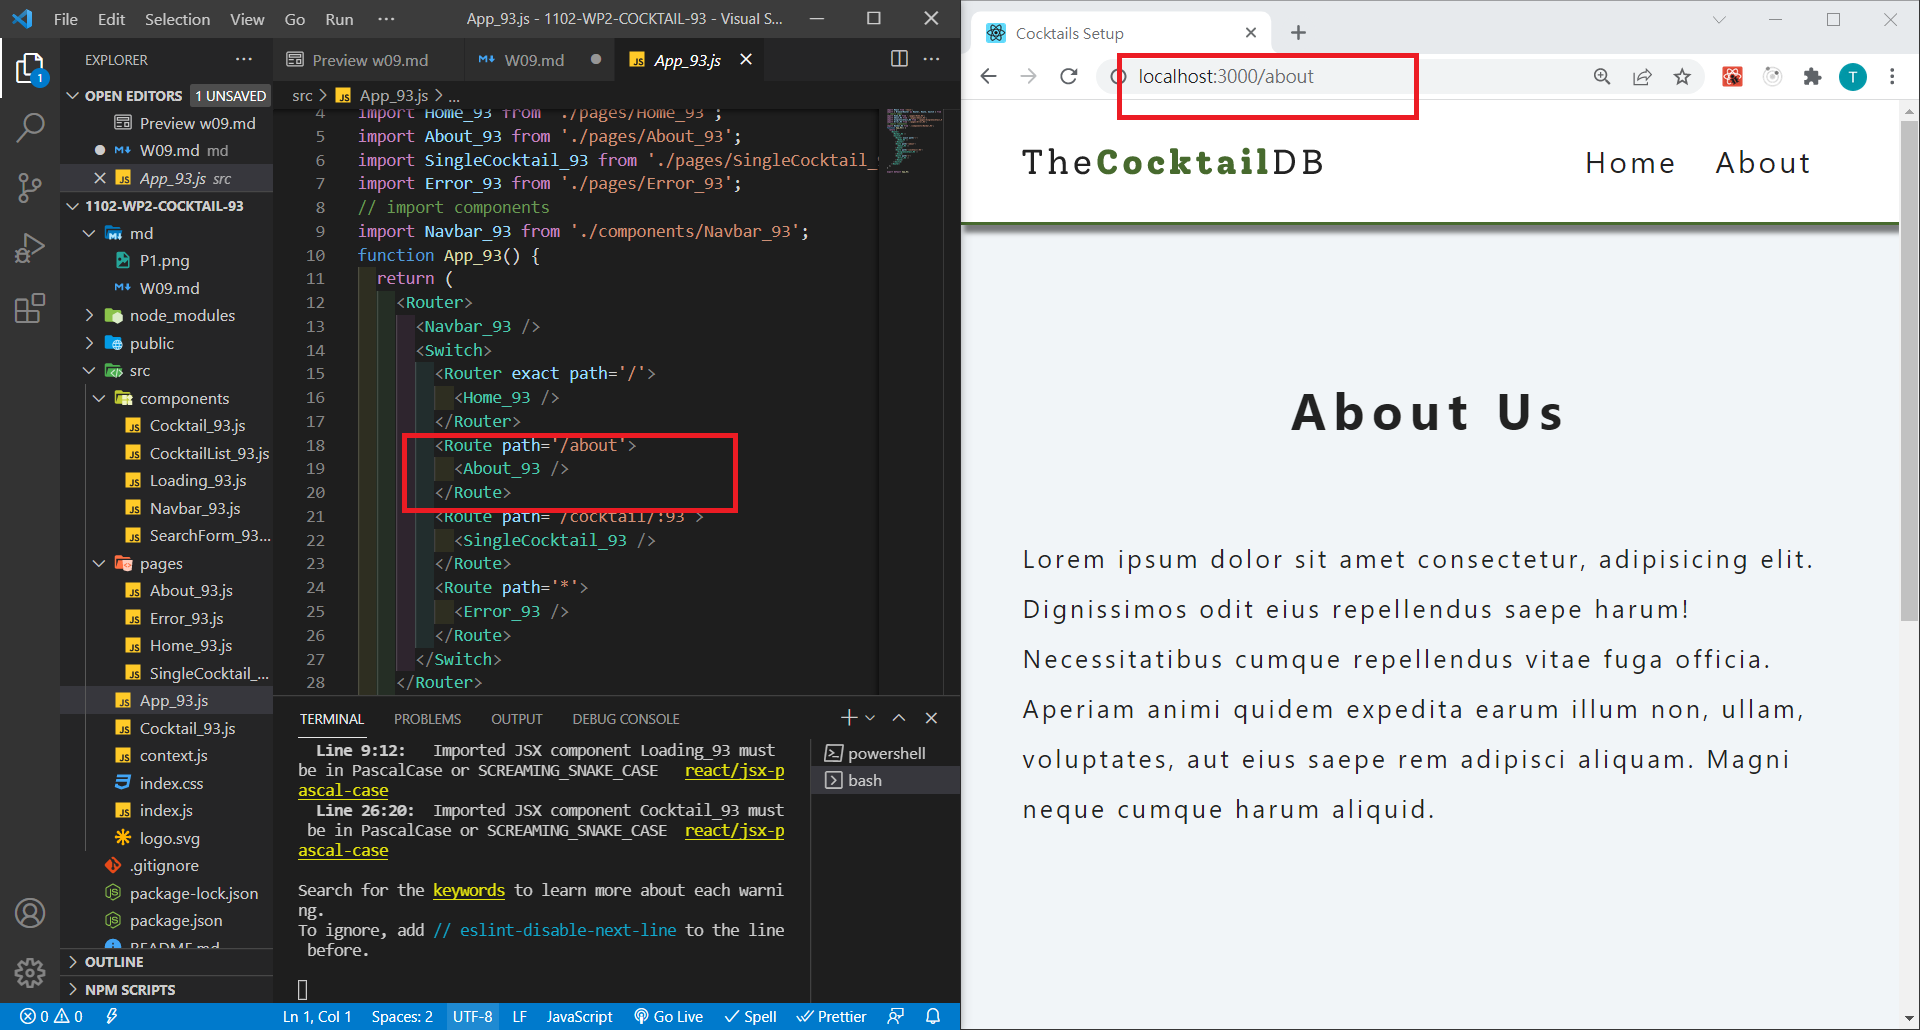 File Edit Selection View Go Run ··· App_93.js - 1102-WP2-COCKTAIL-93 - Visual S...
EXPLORER ···
OPEN EDITORS 1 UNSAVED
Preview w09.md
W09.md md
App_93.js src
1102-WP2-COCKTAIL-93
md
P1.png
W09.md
node_modules
public
src
components
Cocktail_93.js
CocktailList_93.js
Loading_93.js
Navbar_93.js
SearchForm_93...
pages
About_93.js
Error_93.js
Home_93.js
SingleCocktail_...
App_93.js
Cocktail_93.js
context.js
index.css
index.js
logo.svg
.gitignore
package-lock.json
package.json
README.md
OUTLINE
NPM SCRIPTS
1
Preview w09.md W09.md App_93.js
src > App_93.js > ...
4 import Home_93 from './pages/Home_93';
5 import About_93 from './pages/About_93';
6 import SingleCocktail_93 from './pages/SingleCocktail_
7 import Error_93 from './pages/Error_93';
8 // import components
9 import Navbar_93 from './components/Navbar_93';
10 function App_93() {
11 return (
12 <Router>
13 <Navbar_93 />
14 <Switch>
15 <Router exact path='/'>
16 <Home_93 />
17 </Router>
18 <Route path='/about'>
19 <About_93 />
20 </Route>
21 <Route path='/cocktail/:93'>
22 <SingleCocktail_93 />
23 </Route>
24 <Route path='*'>
25 <Error_93 />
26 </Route>
27 </Switch>
28 </Router>
TERMINAL PROBLEMS OUTPUT DEBUG CONSOLE
Line 9:12: Imported JSX component Loading_93 must
be in PascalCase or SCREAMING_SNAKE_CASE react/jsx-p
ascal-case
Line 26:20: Imported JSX component Cocktail_93 must
be in PascalCase or SCREAMING_SNAKE_CASE react/jsx-p
ascal-case
Search for the keywords to learn more about each warni
ng.
To ignore, add // eslint-disable-next-line to the line
before.
powershell
bash
0 0 Ln 1, Col 1 Spaces: 2 UTF-8 LF JavaScript Go Live Spell Prettier
Cocktails Setup
localhost:3000/about
T
TheCocktailDB
Home About
About Us
Lorem ipsum dolor sit amet consectetur, adipisicing elit.
Dignissimos odit eius repellendus saepe harum!
Necessitatibus cumque repellendus vitae fuga officia.
Aperiam animi quidem expedita earum illum non, ullam,
voluptates, aut eius saepe rem adipisci aliquam. Magni
neque cumque harum aliquid.